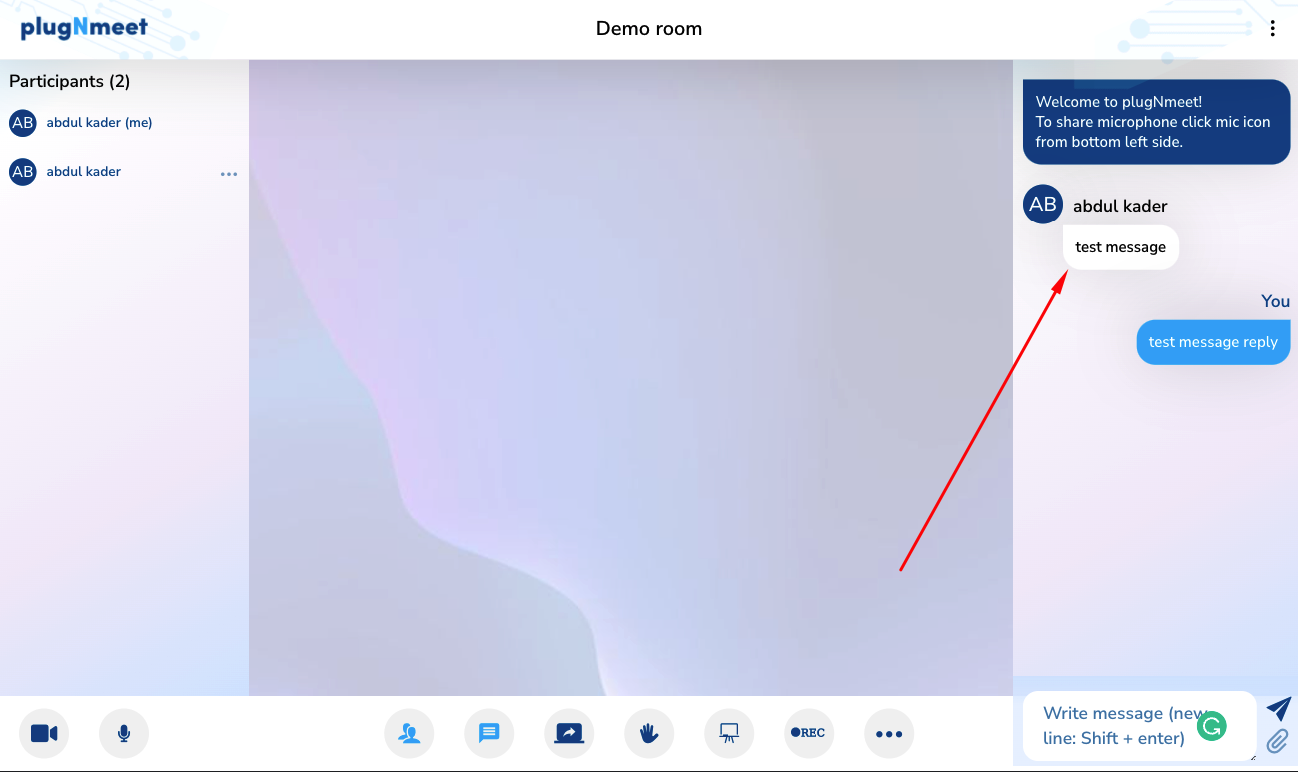 plugNmeet
Demo room
Participants (2)
AB abdul kader (me)
AB abdul kader
Welcome to plugNmeet!
To share microphone click mic icon
from bottom left side.
AB abdul kader
test message
You
test message reply
REC
Write message (new
line: Shift + enter)
G